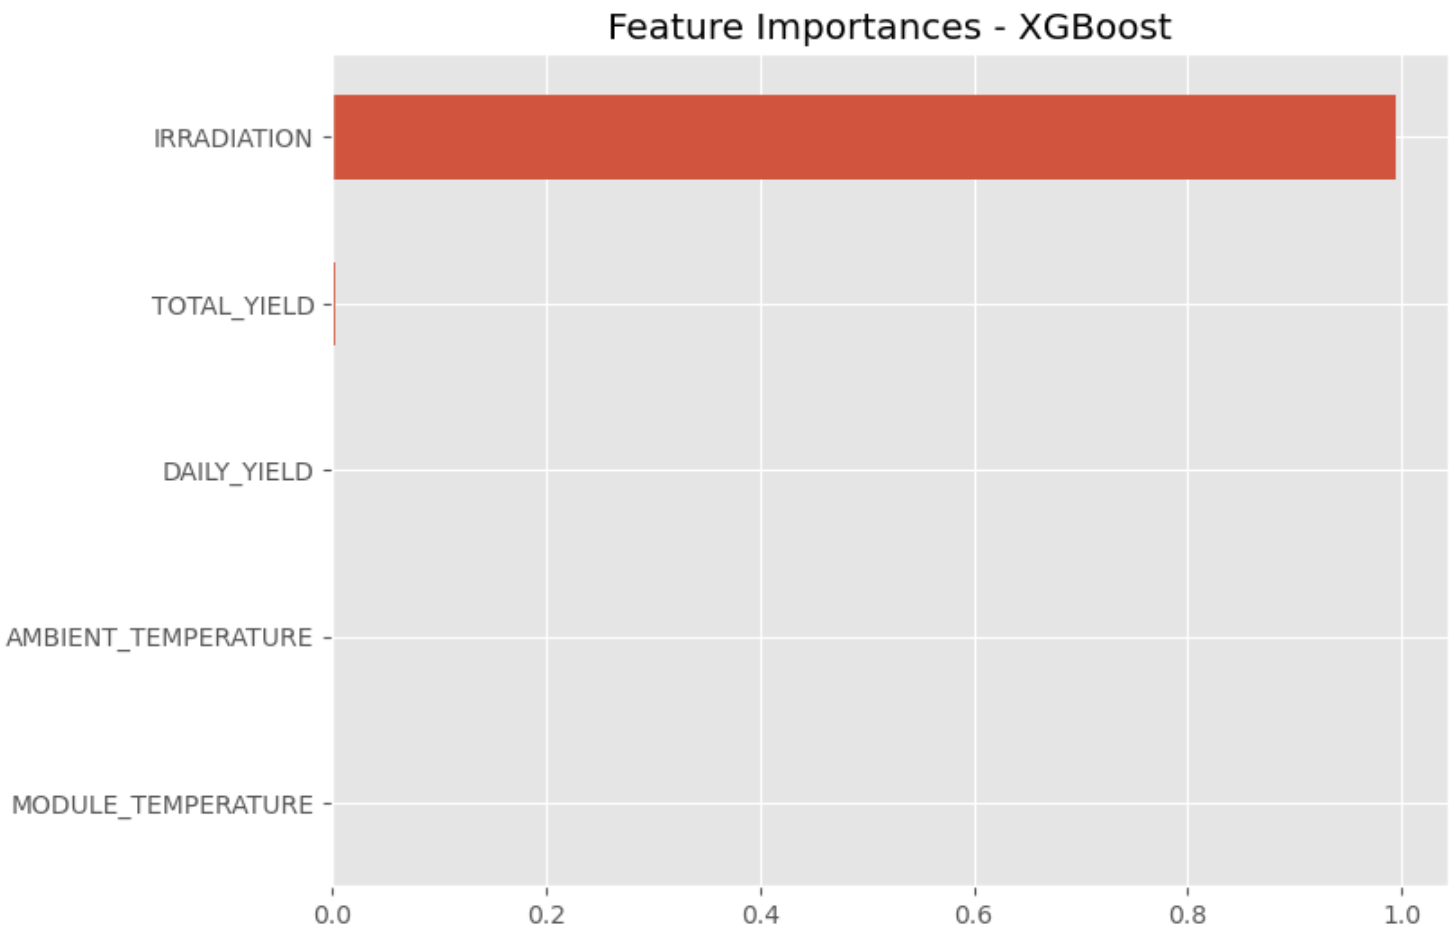 Feature Importances - XGBoost
IRRADIATION
TOTAL_YIELD
DAILY_YIELD
AMBIENT_TEMPERATURE
MODULE_TEMPERATURE
0.0 0.2 0.4 0.6 0.8 1.0